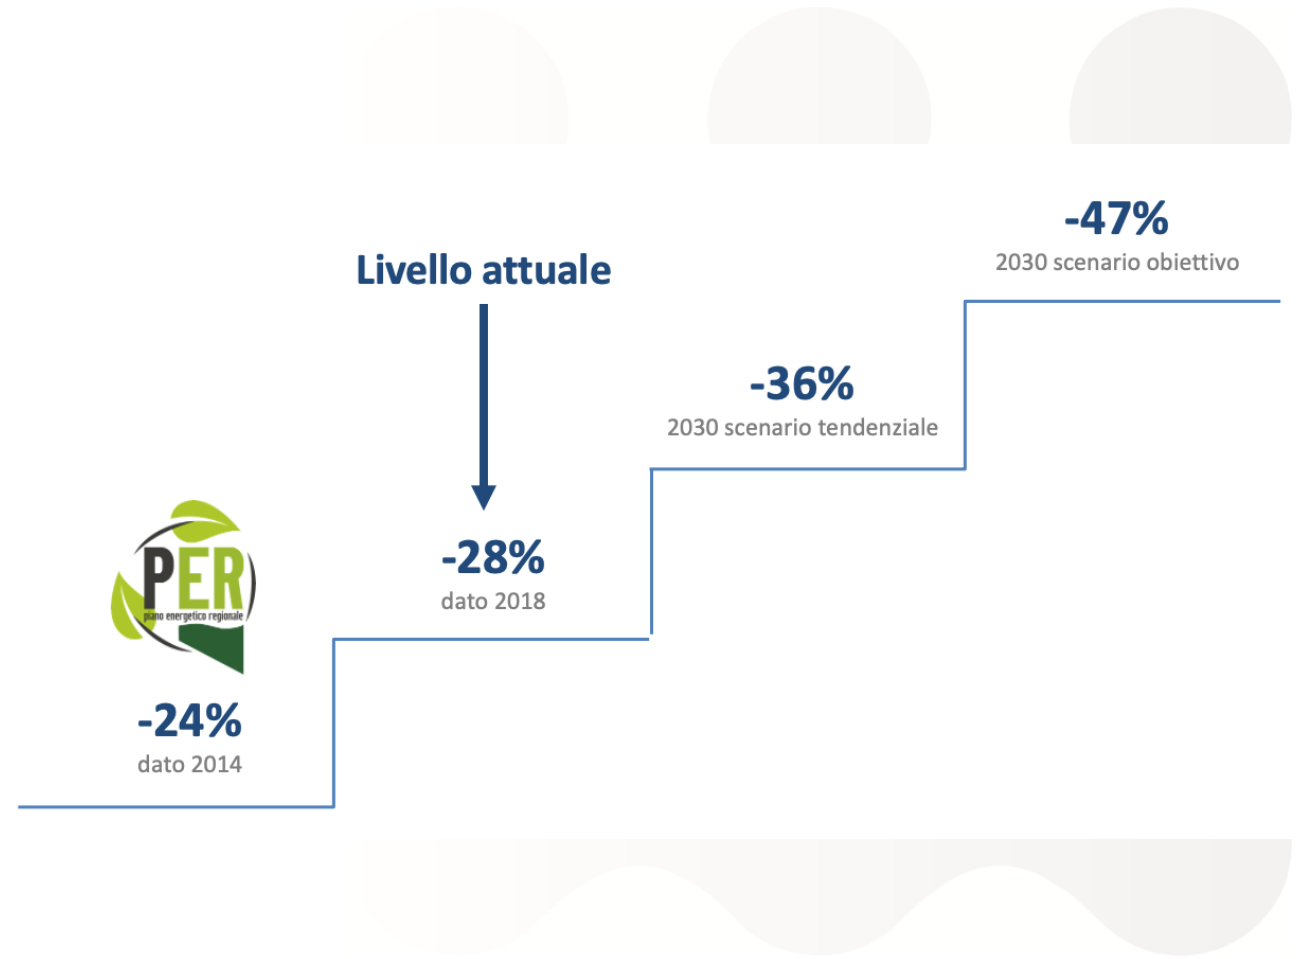 -47%
2030 scenario obiettivo
Livello attuale
-36%
2030 scenario tendenziale
-28%
dato 2018
PER
piano energetico regionale
-24%
dato 2014